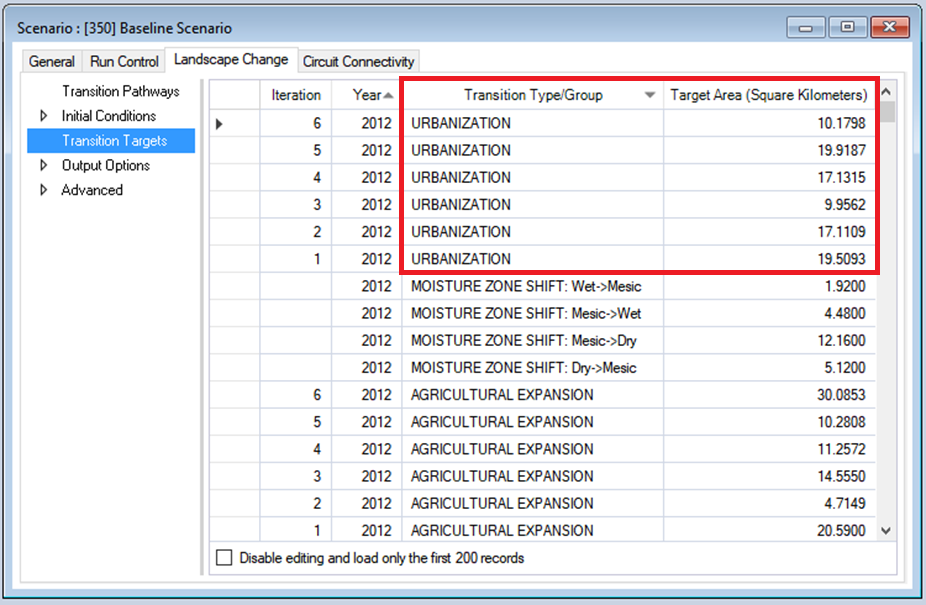 Scenario : [350] Baseline Scenario
General Run Control Landscape Change Circuit Connectivity
Transition Pathways
Initial Conditions
Transition Targets
Output Options
Advanced
Iteration Year Transition Type/Group Target Area (Square Kilometers)
6 2012 URBANIZATION 10.1798
5 2012 URBANIZATION 19.9187
4 2012 URBANIZATION 17.1315
3 2012 URBANIZATION 9.9562
2 2012 URBANIZATION 17.1109
1 2012 URBANIZATION 19.5093
2012 MOISTURE ZONE SHIFT: Wet->Mesic 1.9200
2012 MOISTURE ZONE SHIFT: Mesic->Wet 4.4800
2012 MOISTURE ZONE SHIFT: Mesic->Dry 12.1600
2012 MOISTURE ZONE SHIFT: Dry->Mesic 5.1200
6 2012 AGRICULTURAL EXPANSION 30.0853
5 2012 AGRICULTURAL EXPANSION 10.2808
4 2012 AGRICULTURAL EXPANSION 11.2572
3 2012 AGRICULTURAL EXPANSION 14.5550
2 2012 AGRICULTURAL EXPANSION 4.7149
1 2012 AGRICULTURAL EXPANSION 20.5900
Disable editing and load only the first 200 records